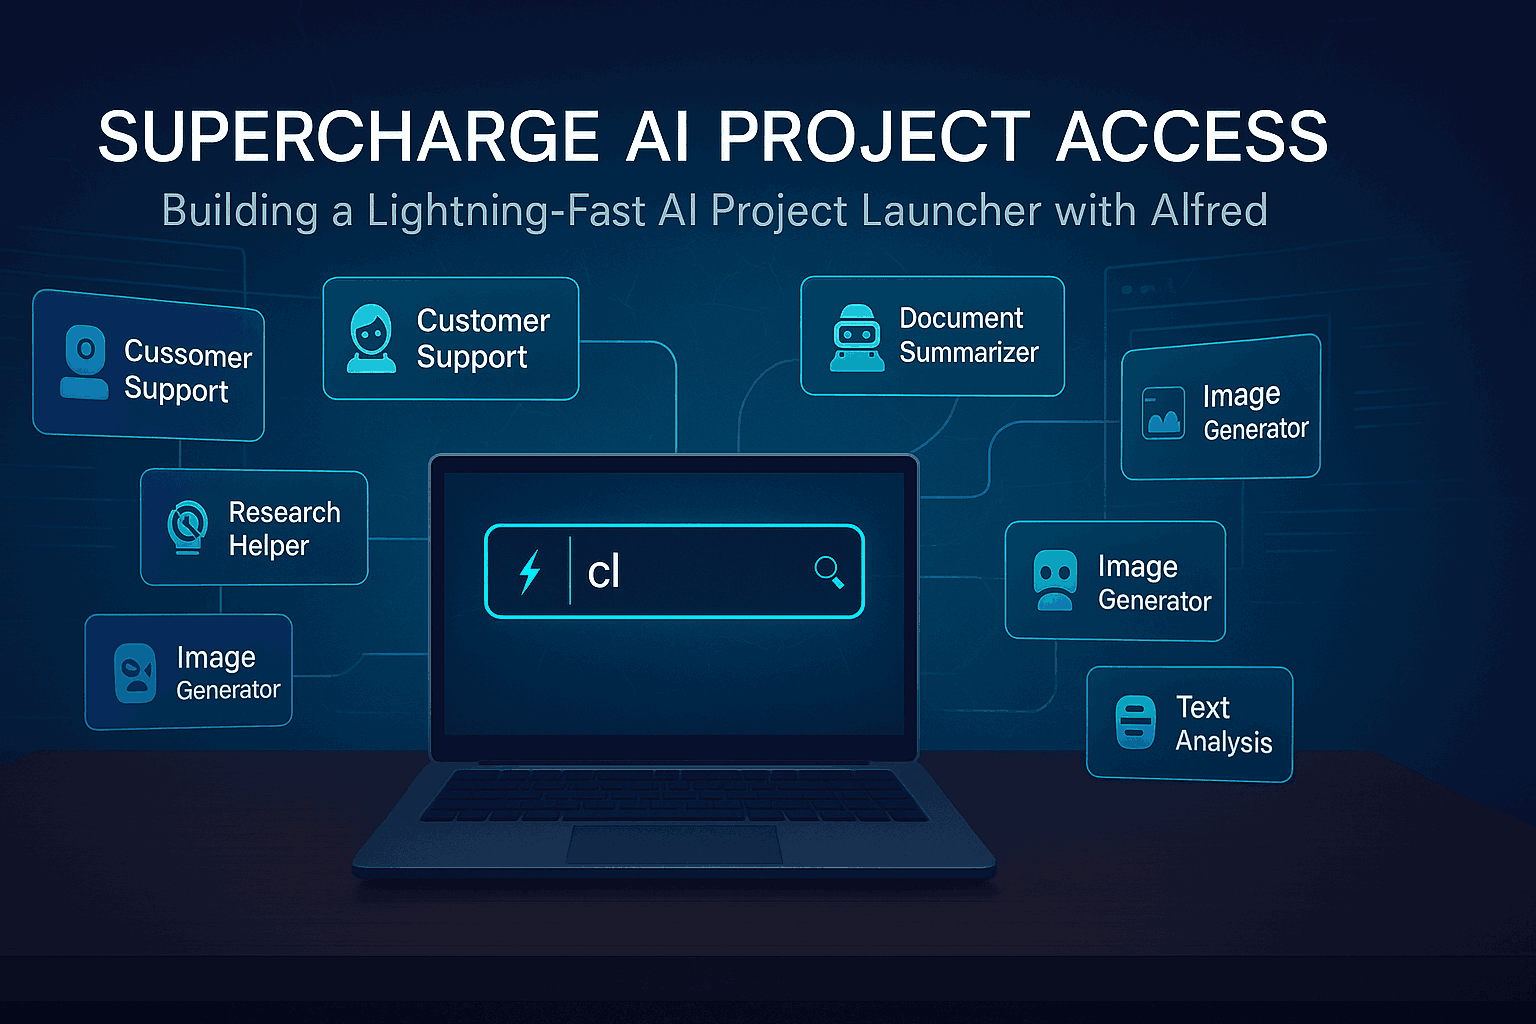 SUPERCHARGE AI PROJECT ACCESS
Building a Lightning-Fast AI Project Launcher with Alfred
Cussomer
Support
Customer
Support
Document
Summarizer
Image
Generator
Research
Helper
cl
Image
Generator
Image
Generator
Text
Analysis